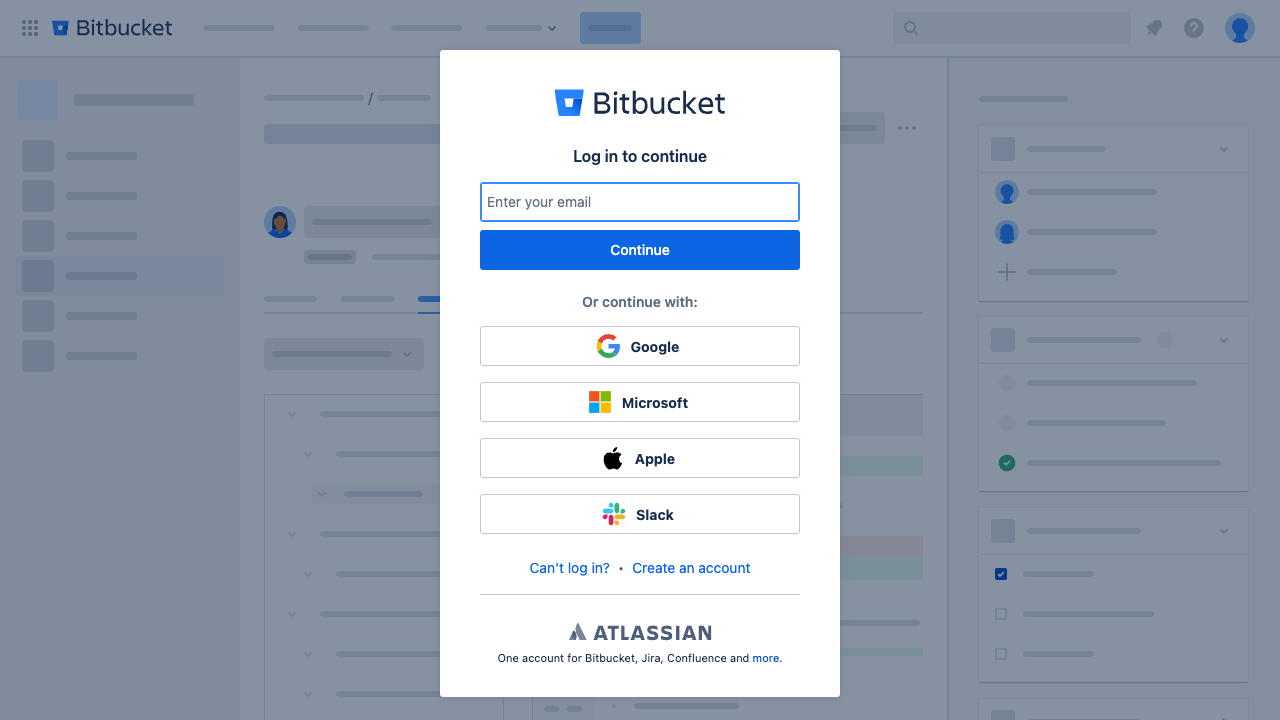 Bitbucket
/
Bitbucket
Log in to continue
Enter your email
Continue
Or continue with:
Google
Microsoft
Apple
Slack
Can't log in? • Create an account
ATLASSIAN
One account for Bitbucket, Jira, Confluence and more.